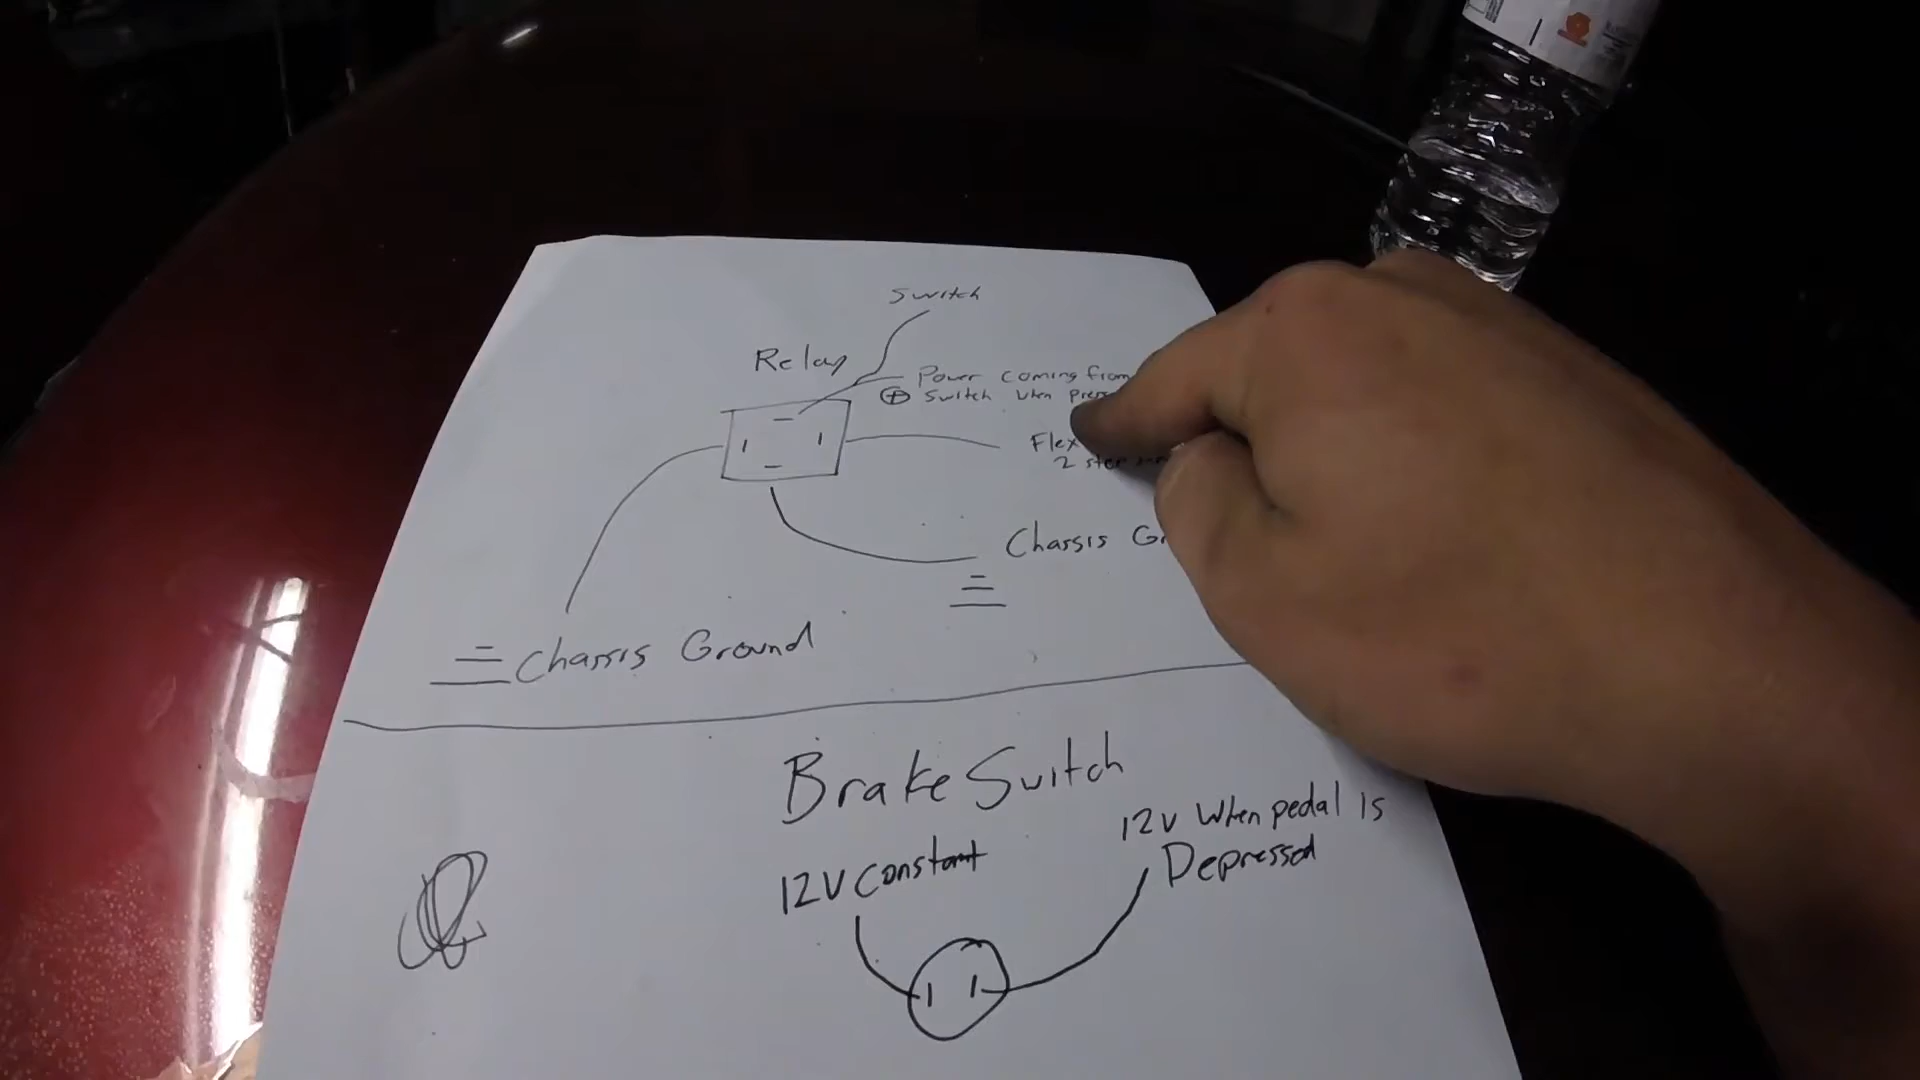 Switch
Relay
Power coming from
+ Switch when
Flex
2 step
Chassis
Chassis Ground
Brake Switch
12V Constant
12V When pedal is
Depressed